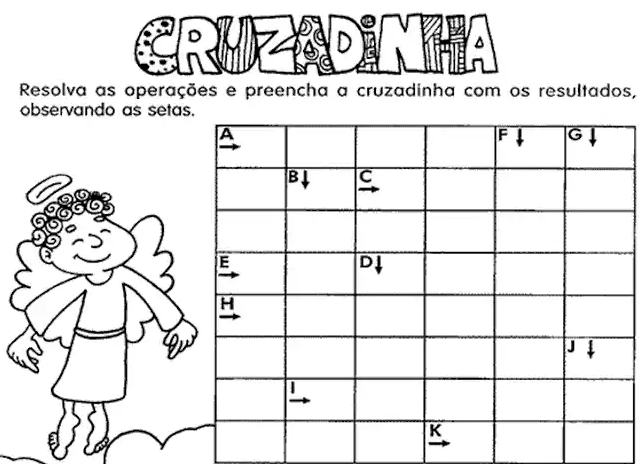 CRUZADINHA
Resolva as operações e preencha a cruzadinha com os resultados,
observando as setas.
A F G
B C
E D
H
J
I
K